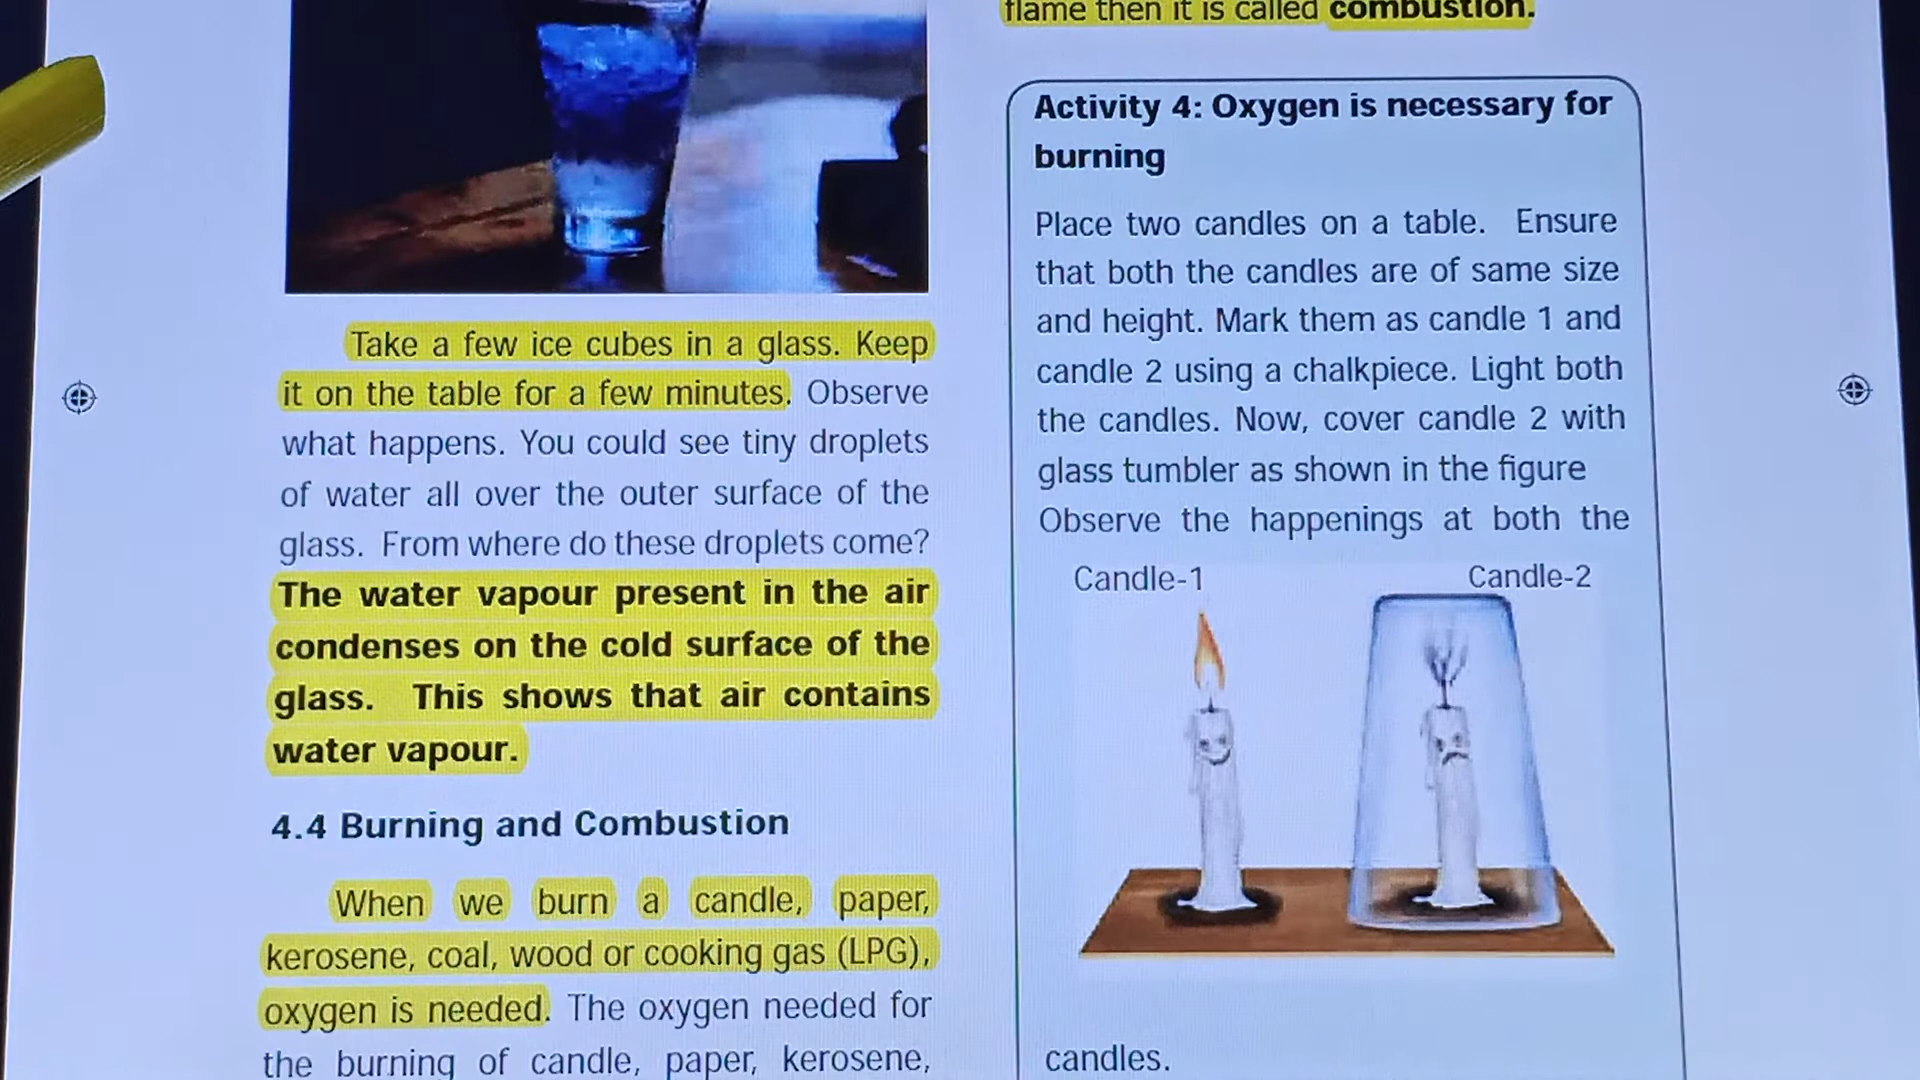 Take a few ice cubes in a glass. Keep
it on the table for a few minutes. Observe
what happens. You could see tiny droplets
of water all over the outer surface of the
glass. From where do these droplets come?
The water vapour present in the air
condenses on the cold surface of the
glass. This shows that air contains
water vapour.
4.4 Burning and Combustion
When we burn a candle, paper,
kerosene, coal, wood or cooking gas (LPG),
oxygen is needed. The oxygen needed for
the burning of candle, paper, kerosene,
flame then it is called combustion.
Activity 4: Oxygen is necessary for
burning
Place two candles on a table. Ensure
that both the candles are of same size
and height. Mark them as candle 1 and
candle 2 using a chalkpiece. Light both
the candles. Now, cover candle 2 with
glass tumbler as shown in the figure
Observe the happenings at both the
Candle-1 Candle-2
candles.